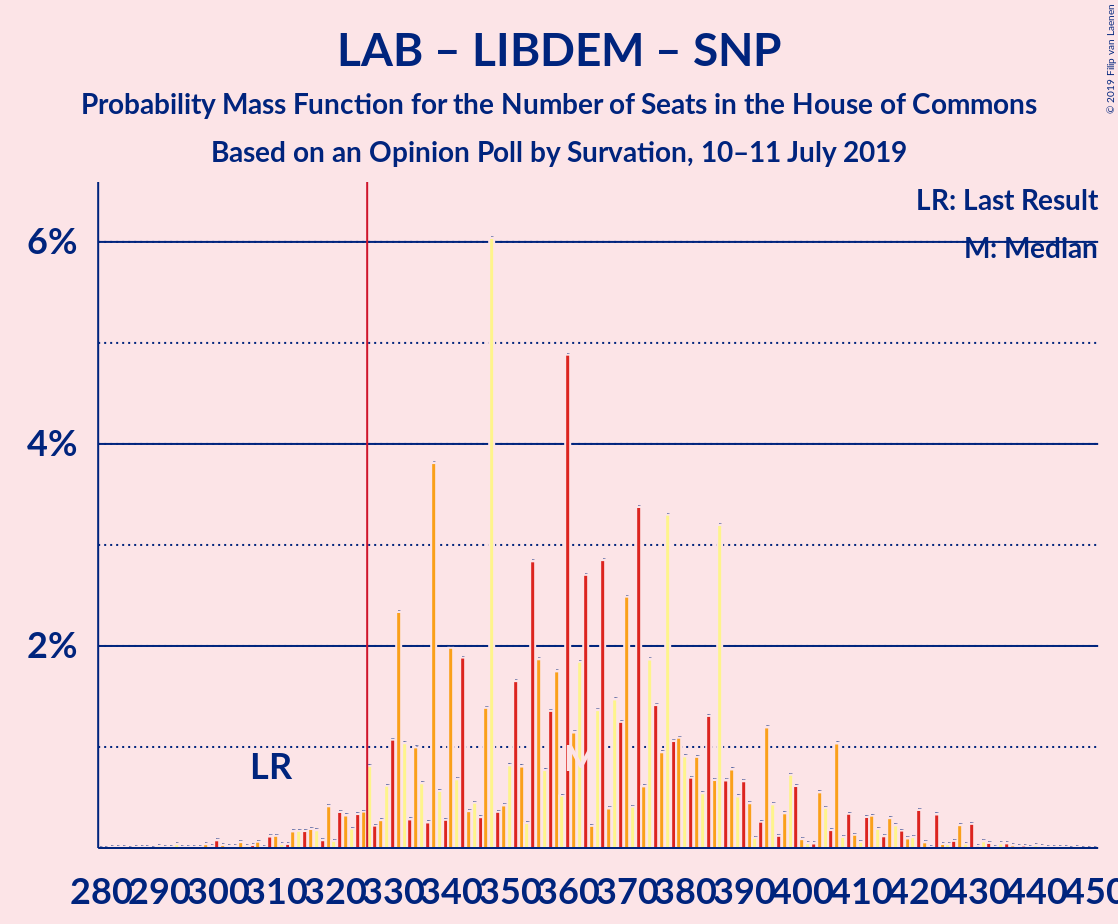 LAB – LIBDEM – SNP
Probability Mass Function for the Number of Seats in the House of Commons
Based on an Opinion Poll by Survation, 10–11 July 2019
© 2019 Filip van Laenen
LR: Last Result
M: Median
6%
4%
2%
LR
M
280 290 300 310 320 330 340 350 360 370 380 390 400 410 420 430 440 450